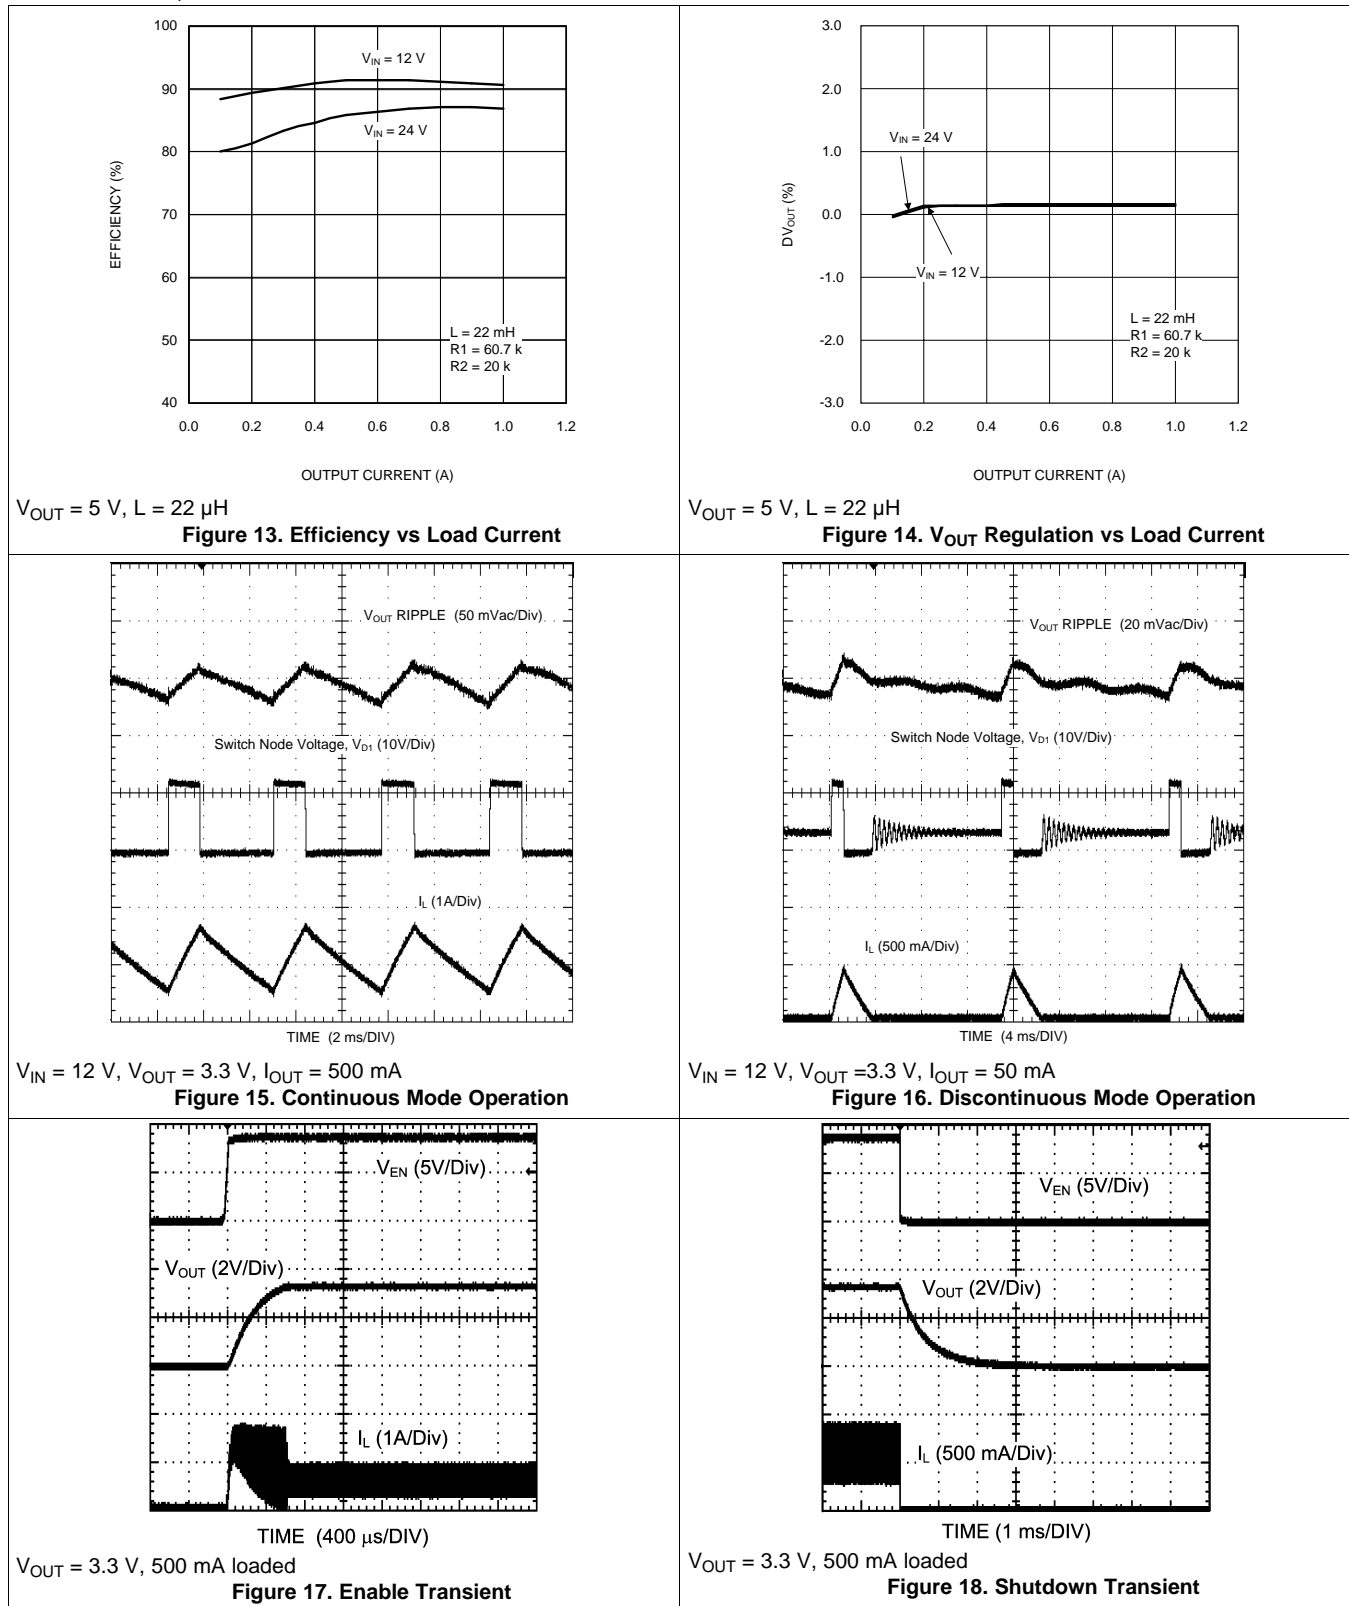 100
90
80
70
60
50
40
EFFICIENCY (%)
V_IN = 12 V
V_IN = 24 V
L = 22 mH
R1 = 60.7 k
R2 = 20 k
0.0 0.2 0.4 0.6 0.8 1.0 1.2
OUTPUT CURRENT (A)
V_OUT = 5 V, L = 22 µH
Figure 13. Efficiency vs Load Current
3.0
2.0
1.0
0.0
-1.0
-2.0
-3.0
DV_OUT (%)
V_IN = 24 V
V_IN = 12 V
L = 22 mH
R1 = 60.7 k
R2 = 20 k
0.0 0.2 0.4 0.6 0.8 1.0 1.2
OUTPUT CURRENT (A)
V_OUT = 5 V, L = 22 µH
Figure 14. V_OUT Regulation vs Load Current
V_OUT RIPPLE (50 mVac/Div)
Switch Node Voltage, V_D1 (10V/Div)
I_L (1A/Div)
TIME (2 ms/DIV)
V_IN = 12 V, V_OUT = 3.3 V, I_OUT = 500 mA
Figure 15. Continuous Mode Operation
V_OUT RIPPLE (20 mVac/Div)
Switch Node Voltage, V_D1 (10V/Div)
I_L (500 mA/Div)
TIME (4 ms/DIV)
V_IN = 12 V, V_OUT =3.3 V, I_OUT = 50 mA
Figure 16. Discontinuous Mode Operation
V_EN (5V/Div)
V_OUT (2V/Div)
I_L (1A/Div)
TIME (400 µs/DIV)
V_OUT = 3.3 V, 500 mA loaded
Figure 17. Enable Transient
V_EN (5V/Div)
V_OUT (2V/Div)
I_L (500 mA/Div)
TIME (1 ms/DIV)
V_OUT = 3.3 V, 500 mA loaded
Figure 18. Shutdown Transient